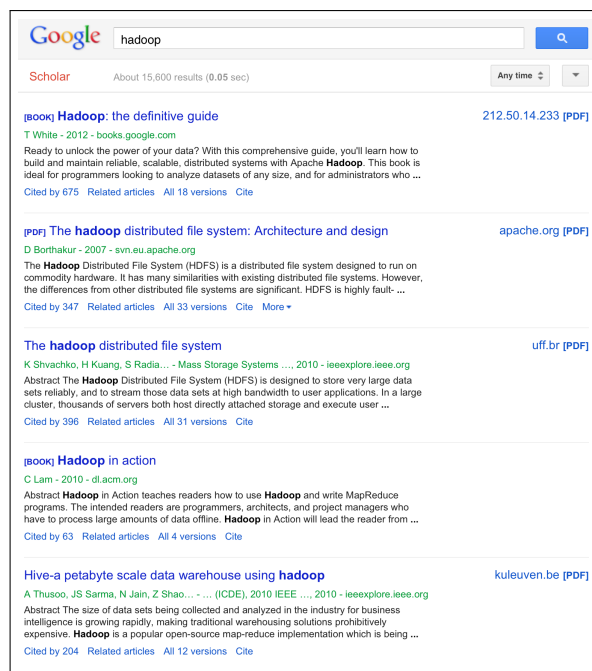 Google hadoop
Scholar About 15,600 results (0.05 sec) Any time
[BOOK] Hadoop: the definitive guide 212.50.14.233 [PDF]
T White - 2012 - books.google.com
Ready to unlock the power of your data? With this comprehensive guide, you'll learn how to
build and maintain reliable, scalable, distributed systems with Apache Hadoop. This book is
ideal for programmers looking to analyze datasets of any size, and for administrators who ...
Cited by 675 Related articles All 18 versions Cite
[PDF] The hadoop distributed file system: Architecture and design apache.org [PDF]
D Borthakur - 2007 - svn.eu.apache.org
The Hadoop Distributed File System (HDFS) is a distributed file system designed to run on
commodity hardware. It has many similarities with existing distributed file systems. However,
the differences from other distributed file systems are significant. HDFS is highly fault- ...
Cited by 347 Related articles All 33 versions Cite More
The hadoop distributed file system uff.br [PDF]
K Shvachko, H Kuang, S Radia… - Mass Storage Systems …, 2010 - ieeexplore.ieee.org
Abstract The Hadoop Distributed File System (HDFS) is designed to store very large data
sets reliably, and to stream those data sets at high bandwidth to user applications. In a large
cluster, thousands of servers both host directly attached storage and execute user ...
Cited by 396 Related articles All 31 versions Cite
[BOOK] Hadoop in action
C Lam - 2010 - dl.acm.org
Abstract Hadoop in Action teaches readers how to use Hadoop and write MapReduce
programs. The intended readers are programmers, architects, and project managers who
have to process large amounts of data offline. Hadoop in Action will lead the reader from ...
Cited by 63 Related articles All 4 versions Cite
Hive-a petabyte scale data warehouse using hadoop kuleuven.be [PDF]
A Thusoo, JS Sarma, N Jain, Z Shao… - … (ICDE), 2010 IEEE …, 2010 - ieeexplore.ieee.org
Abstract The size of data sets being collected and analyzed in the industry for business
intelligence is growing rapidly, making traditional warehousing solutions prohibitively
expensive. Hadoop is a popular open-source map-reduce implementation which is being ...
Cited by 204 Related articles All 12 versions Cite